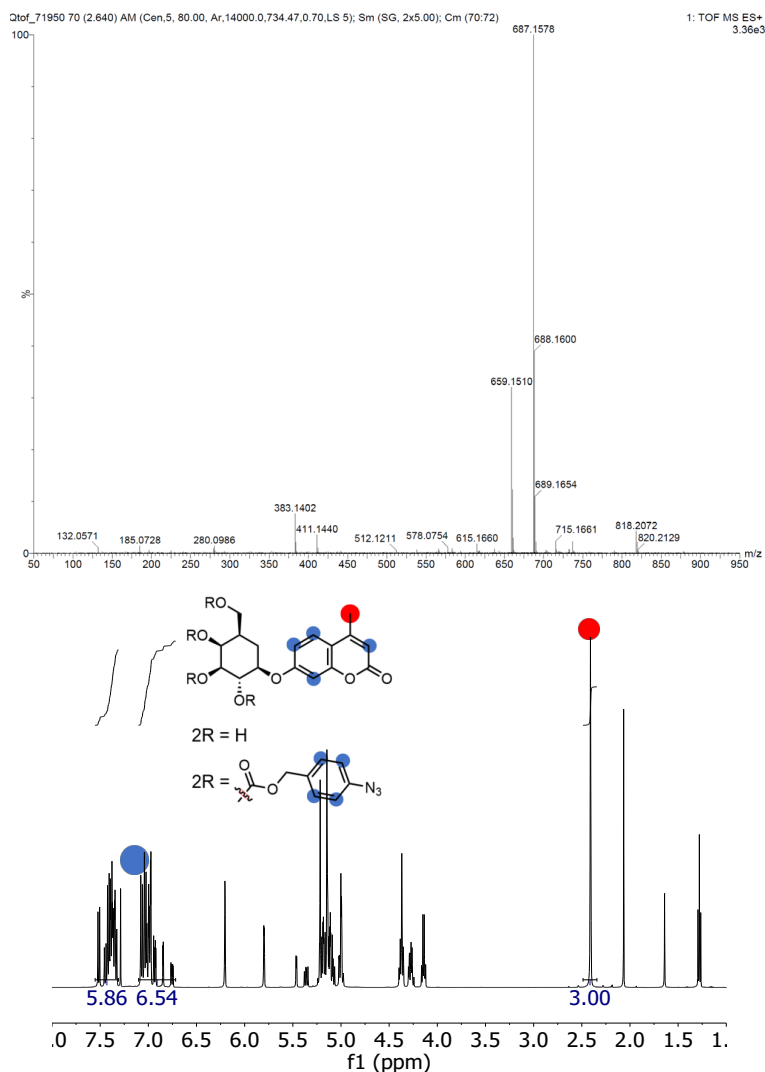 Qtof_71950 70 (2.640) AM (Cen,5, 80.00, Ar,14000.0,734.47,0.70,LS 5); Sm (SG, 2x5.00); Cm (70:72)
1: TOF MS ES+
3.36e3
100
687.1578
%
688.1600
659.1510
689.1654
383.1402
132.0571
185.0728
280.0986
411.1440
512.1211
578.0754
615.1660
715.1661
818.2072
820.2129
0
50 100 150 200 250 300 350 400 450 500 550 600 650 700 750 800 850 900 950
m/z
RO
RO
RO
OR
O
O
O
2R = H
2R =
O
O
N3
5.86 6.54 3.00
.0 7.5 7.0 6.5 6.0 5.5 5.0 4.5 4.0 3.5 3.0 2.5 2.0 1.5 1.
f1 (ppm)